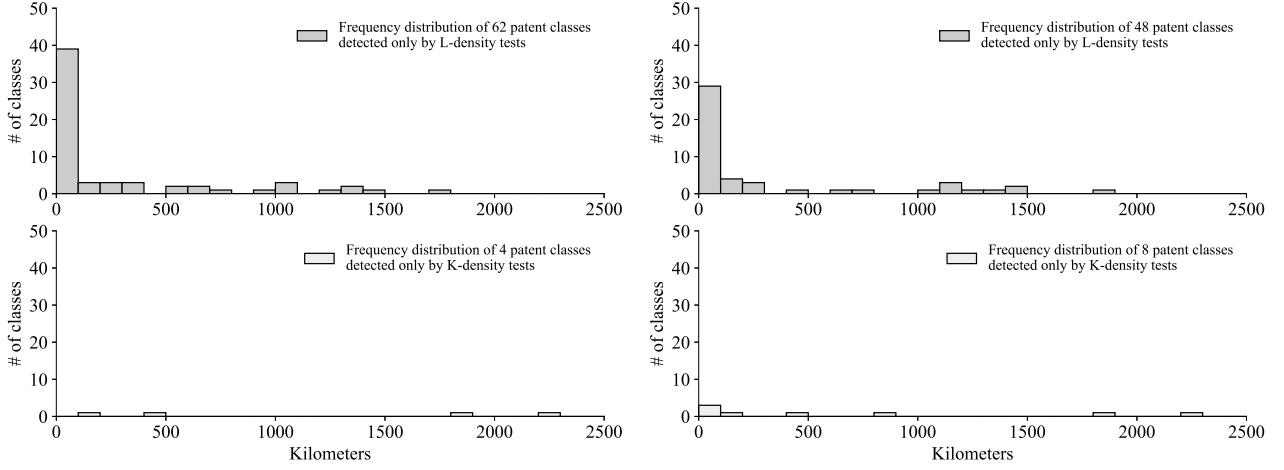 50
40
30
20
10
0
# of classes
Frequency distribution of 62 patent classes
detected only by L-density tests
0 500 1000 1500 2000 2500
50
40
30
20
10
0
# of classes
Frequency distribution of 48 patent classes
detected only by L-density tests
0 500 1000 1500 2000 2500
50
40
30
20
10
0
# of classes
Frequency distribution of 4 patent classes
detected only by K-density tests
0 500 1000 1500 2000 2500
Kilometers
50
40
30
20
10
0
# of classes
Frequency distribution of 8 patent classes
detected only by K-density tests
0 500 1000 1500 2000 2500
Kilometers